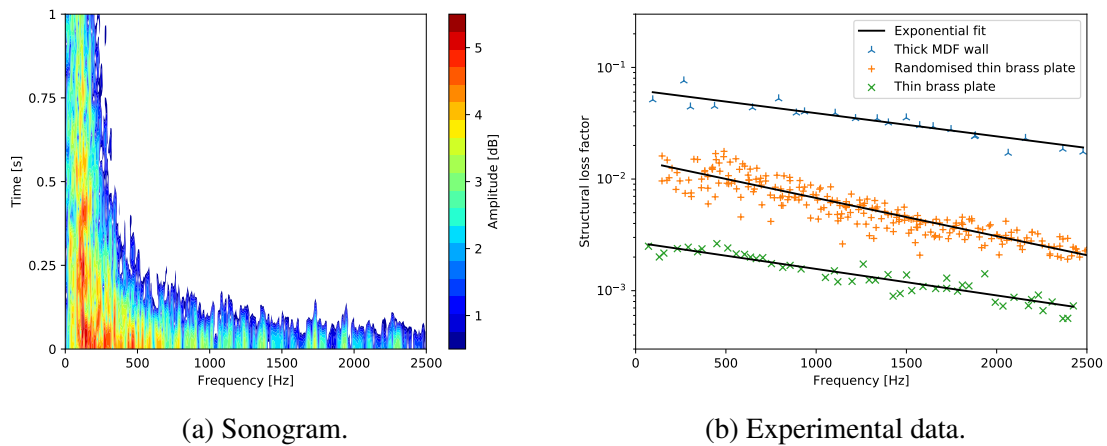 1
0.75
0.5
0.25
0
Time [s]
0
500
1000
1500
2000
2500
Frequency [Hz]
5
4
3
2
1
Amplitude [dB]
(a) Sonogram.
10⁻¹
10⁻²
10⁻³
Structural loss factor
Exponential fit
Thick MDF wall
Randomised thin brass plate
Thin brass plate
0
500
1000
1500
2000
2500
Frequency [Hz]
(b) Experimental data.